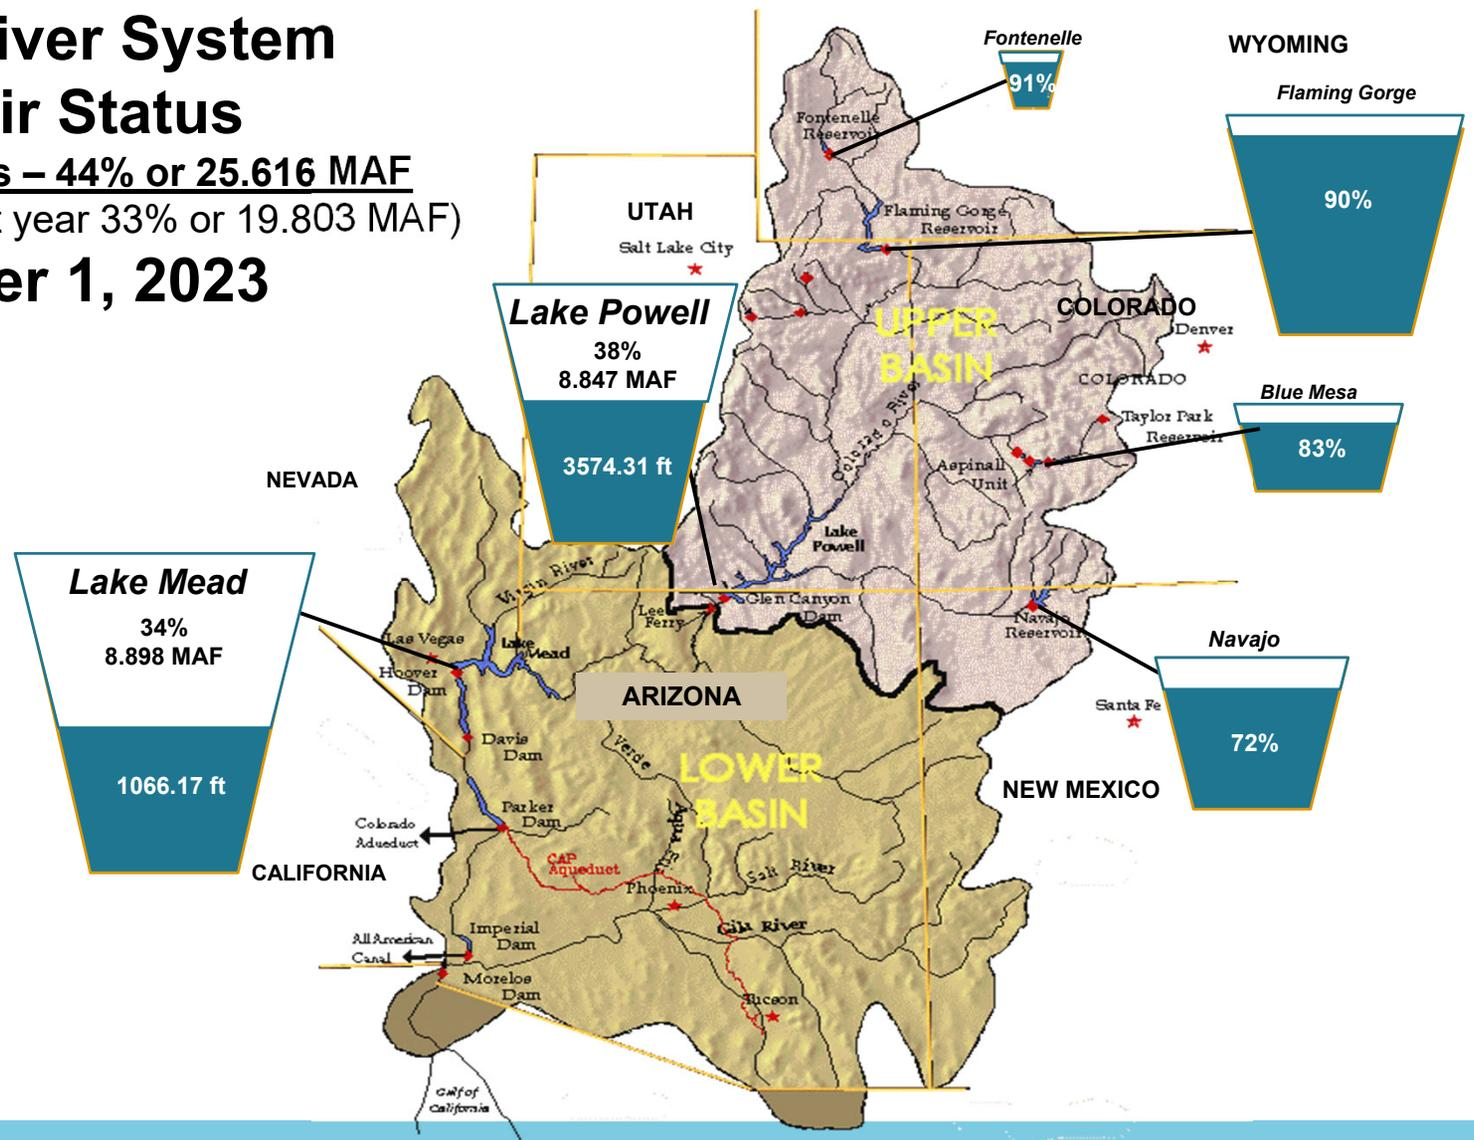 iver System
ir Status
s – 44% or 25.616 MAF
t year 33% or 19.803 MAF)
er 1, 2023
Fontenelle
91%
WYOMING
Flaming Gorge
90%
Fontenelle
Reservoir
UTAH
Salt Lake City
Flaming Gorge
Reservoir
Lake Powell
38%
8.847 MAF
3574.31 ft
UPPER
BASIN
COLORADO
Denver
COLORADO
Blue Mesa
83%
Taylor Park
Reservoir
Colorado River
Aspinall
Unit
NEVADA
Lake
Powell
Lake Mead
34%
8.898 MAF
1066.17 ft
Virgin River
Lee
Ferry
Glen Canyon
Dam
Navajo
Reservoir
Navajo
72%
Las Vegas
Lake
Mead
Hoover
Dam
ARIZONA
Santa Fe
Davis
Dam
Verde
LOWER
BASIN
NEW MEXICO
Parker
Dam
Colorado
Adueduct
CAP
Aqueduct
CALIFORNIA
Agua
Salt River
Phoenix
Gila River
Imperial
Dam
All American
Canal
Morelos
Dam
Tucson
Gulf of
California